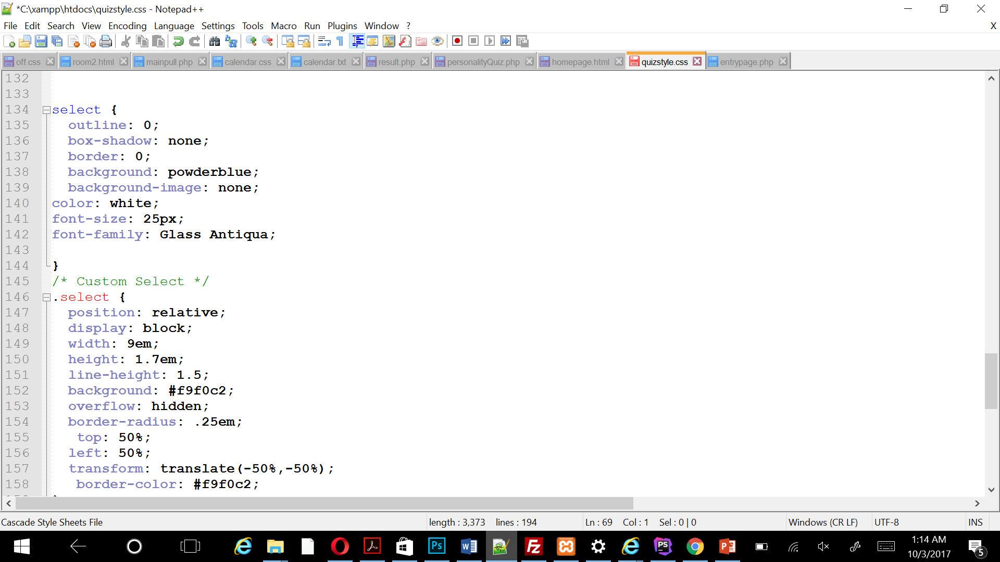 *C:\xampp\htdocs\quizstyle.css - Notepad++
File Edit Search View Encoding Language Settings Tools Macro Run Plugins Window ? X
off.css room2.html mainpull.php calendar.css calendar.txt result.php personalityQuiz.php homepage.html quizstyle.css entrypage.php
132
133
134 select {
135 outline: 0;
136 box-shadow: none;
137 border: 0;
138 background: powderblue;
139 background-image: none;
140 color: white;
141 font-size: 25px;
142 font-family: Glass Antiqua;
143
144 }
145 /* Custom Select */
146 .select {
147 position: relative;
148 display: block;
149 width: 9em;
150 height: 1.7em;
151 line-height: 1.5;
152 background: #f9f0c2;
153 overflow: hidden;
154 border-radius: .25em;
155 top: 50%;
156 left: 50%;
157 transform: translate(-50%,-50%);
158 border-color: #f9f0c2;
Cascade Style Sheets File length : 3,373 lines : 194 Ln : 69 Col : 1 Sel : 0 | 0 Windows (CR LF) UTF-8 INS
Ps Fz PS
1:14 AM
10/3/2017
5